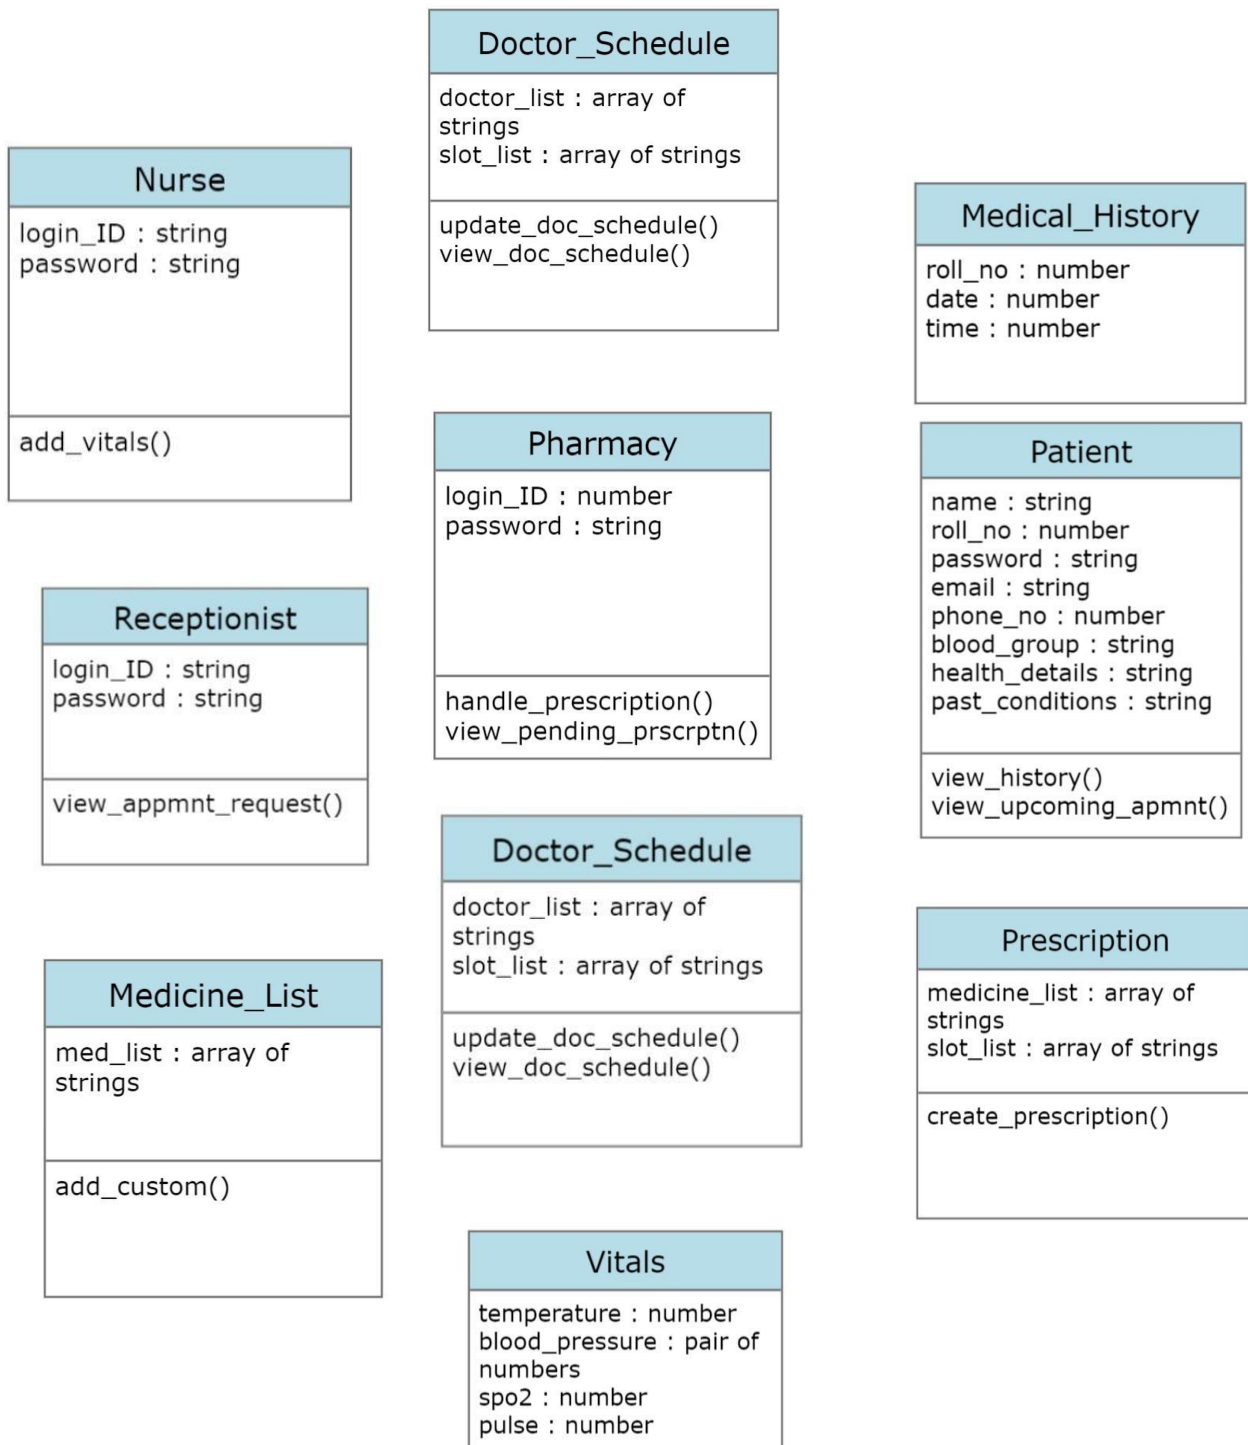 Doctor_Schedule
doctor_list : array of
strings
slot_list : array of strings
update_doc_schedule()
view_doc_schedule()
Nurse
login_ID : string
password : string
add_vitals()
Medical_History
roll_no : number
date : number
time : number
Pharmacy
login_ID : number
password : string
handle_prescription()
view_pending_prscrptn()
Patient
name : string
roll_no : number
password : string
email : string
phone_no : number
blood_group : string
health_details : string
past_conditions : string
view_history()
view_upcoming_apmnt()
Receptionist
login_ID : string
password : string
view_appmnt_request()
Doctor_Schedule
doctor_list : array of
strings
slot_list : array of strings
update_doc_schedule()
view_doc_schedule()
Prescription
medicine_list : array of
strings
slot_list : array of strings
create_prescription()
Medicine_List
med_list : array of
strings
add_custom()
Vitals
temperature : number
blood_pressure : pair of
numbers
spo2 : number
pulse : number